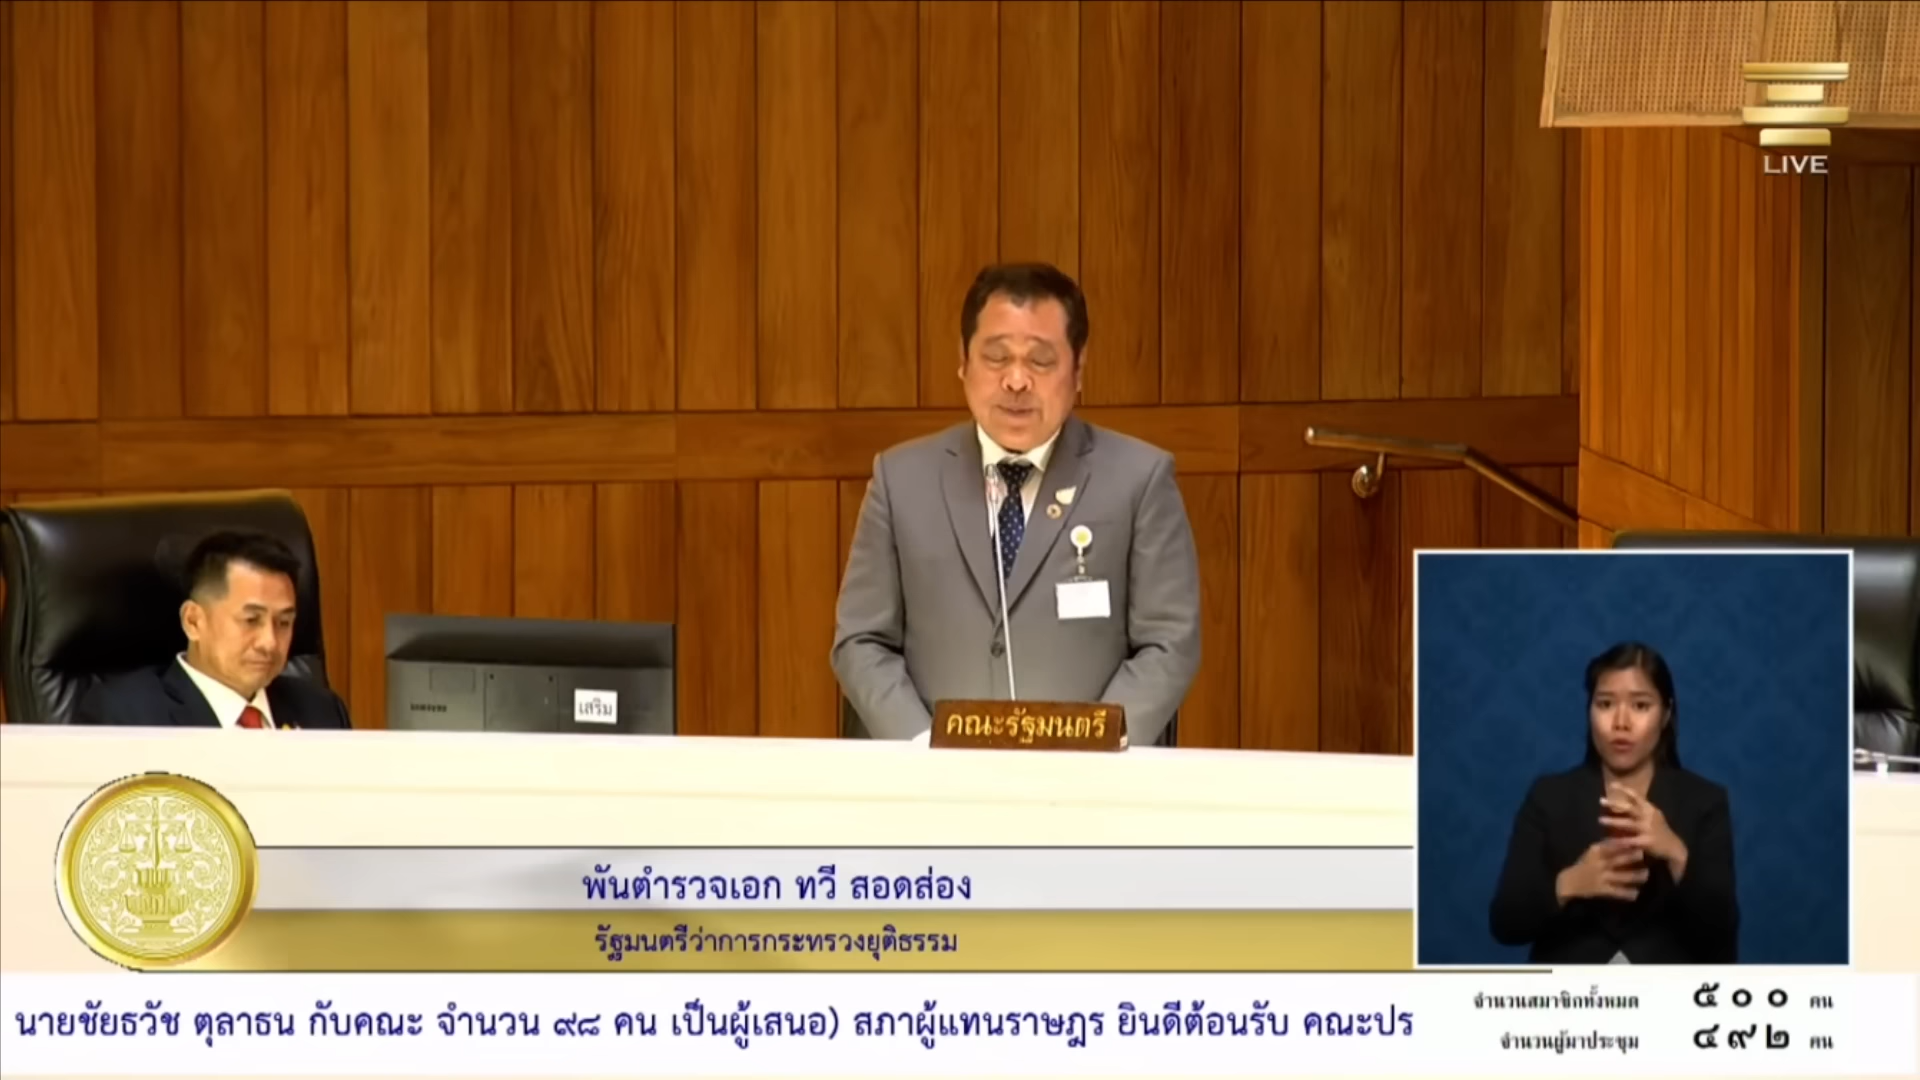 LIVE
SAMSUNG
เสริม
คณะรัฐมนตรี
พันตำรวจเอก ทวี สอดส่อง
รัฐมนตรีว่าการกระทรวงยุติธรรม
นายชัยธวัช ตุลาธน กับคณะ จำนวน ๙๘ คน เป็นผู้เสนอ) สภาผู้แทนราษฎร ยินดีต้อนรับ คณะปร
จำนวนสมาชิกทั้งหมด ๕๐๐ คน
จำนวนผู้มาประชุม ๔๙๒ คน